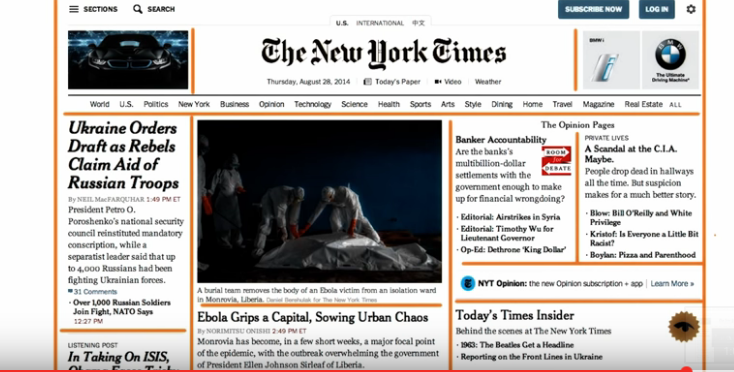 SECTIONS
SEARCH
U.S. INTERNATIONAL 中文
SUBSCRIBE NOW
LOG IN
The New York Times
Thursday, August 28, 2014
Today's Paper
Video
Weather
BMWi
BMW
The Ultimate
Driving Machine®
World U.S. Politics New York Business Opinion Technology Science Health Sports Arts Style Dining Home Travel Magazine Real Estate ALL
Ukraine Orders
Draft as Rebels
Claim Aid of
Russian Troops
By NEIL MacFARQUHAR 1:49 PM ET
President Petro O.
Poroshenko's national security
council reinstituted mandatory
conscription, while a
separatist leader said that up
to 4,000 Russians had been
fighting Ukrainian forces.
31 Comments
· Over 1,000 Russian Soldiers
Join Fight, NATO Says
12:27 PM
LISTENING POST
In Taking On ISIS,
A burial team removes the body of an Ebola victim from an isolation ward
in Monrovia, Liberia. Daniel Berehulak for The New York Times
Ebola Grips a Capital, Sowing Urban Chaos
By NORIMITSU ONISHI 2:49 PM ET
Monrovia has become, in a few short weeks, a major focal point
of the epidemic, with the outbreak overwhelming the government
of President Ellen Johnson Sirleaf of Liberia.
The Opinion Pages
Banker Accountability
Are the banks's
multibillion-dollar
settlements with the
government enough to make
up for financial wrongdoing?
ROOM
for
DEBATE
· Editorial: Airstrikes in Syria
· Editorial: Timothy Wu for
Lieutenant Governor
· Op-Ed: Dethrone 'King Dollar'
PRIVATE LIVES
A Scandal at the C.I.A.
Maybe.
People drop dead in hallways
all the time. But suspicion
makes for a much better story.
· Blow: Bill O'Reilly and White
Privilege
· Kristof: Is Everyone a Little Bit
Racist?
· Boylan: Pizza and Parenthood
NYT Opinion: the new Opinion subscription + app | Learn More »
Today's Times Insider
Behind the scenes at The New York Times
· 1963: The Beatles Get a Headline
· Reporting on the Front Lines in Ukraine